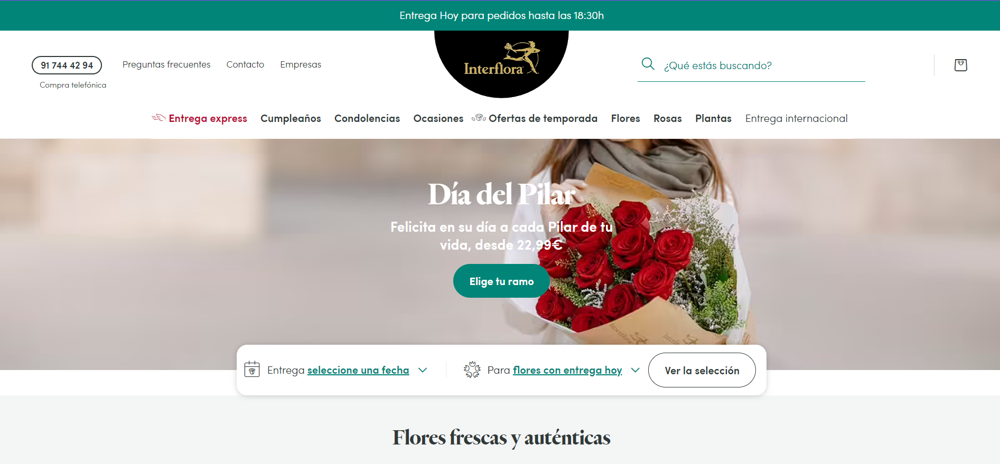 Entrega Hoy para pedidos hasta las 18:30h
91 744 42 94
Compra telefónica
Preguntas frecuentes
Contacto
Empresas
Interflora
¿Qué estás buscando?
Entrega express
Cumpleaños
Condolencias
Ocasiones
Ofertas de temporada
Flores
Rosas
Plantas
Entrega internacional
Día del Pilar
Felicita en su día a cada Pilar de tu
vida, desde 22,99€
Elige tu ramo
Interflora
Interflora
Entrega seleccione una fecha
Para flores con entrega hoy
Ver la selección
Flores frescas y auténticas